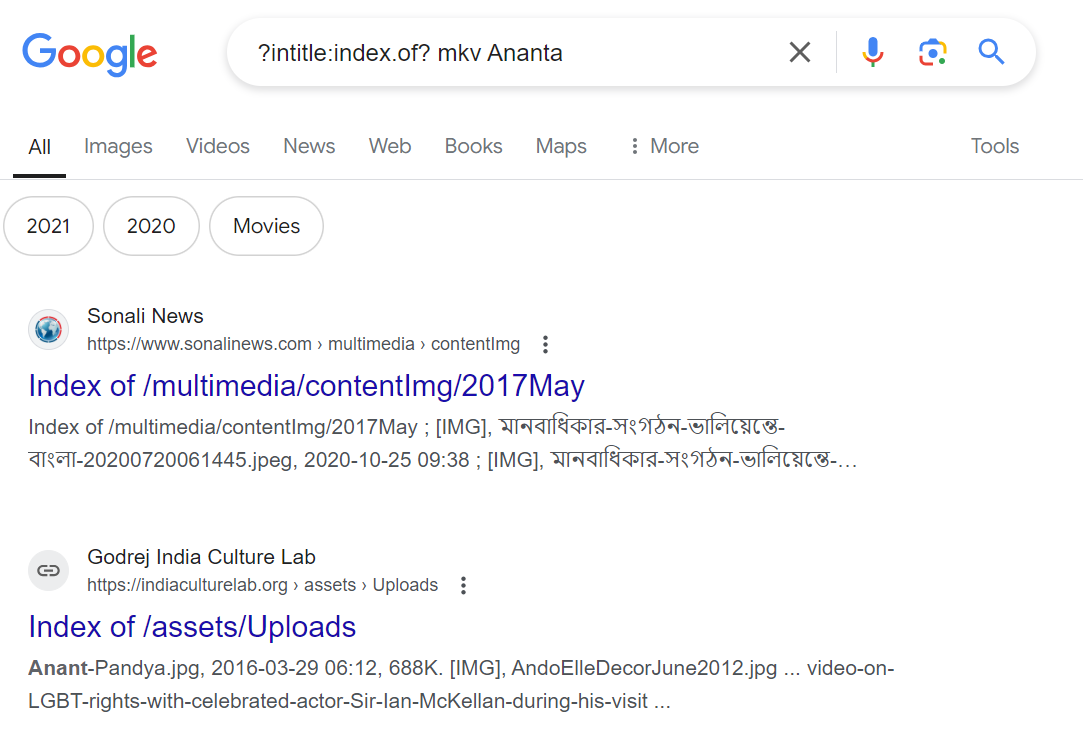 Google
?intitle:index.of? mkv Ananta
All Images Videos News Web Books Maps More Tools
2021 2020 Movies
Sonali News
https://www.sonalinews.com › multimedia › contentImg
Index of /multimedia/contentImg/2017May
Index of /multimedia/contentImg/2017May ; [IMG], মানবাধিকার-সংগঠন-ভালিয়েন্তে-
বাংলা-20200720061445.jpeg, 2020-10-25 09:38 ; [IMG], মানবাধিকার-সংগঠন-ভালিয়েন্তে-…
Godrej India Culture Lab
https://indiaculturelab.org › assets › Uploads
Index of /assets/Uploads
Anant-Pandya.jpg, 2016-03-29 06:12, 688K. [IMG], AndoElleDecorJune2012.jpg ... video-on-
LGBT-rights-with-celebrated-actor-Sir-Ian-McKellan-during-his-visit ...